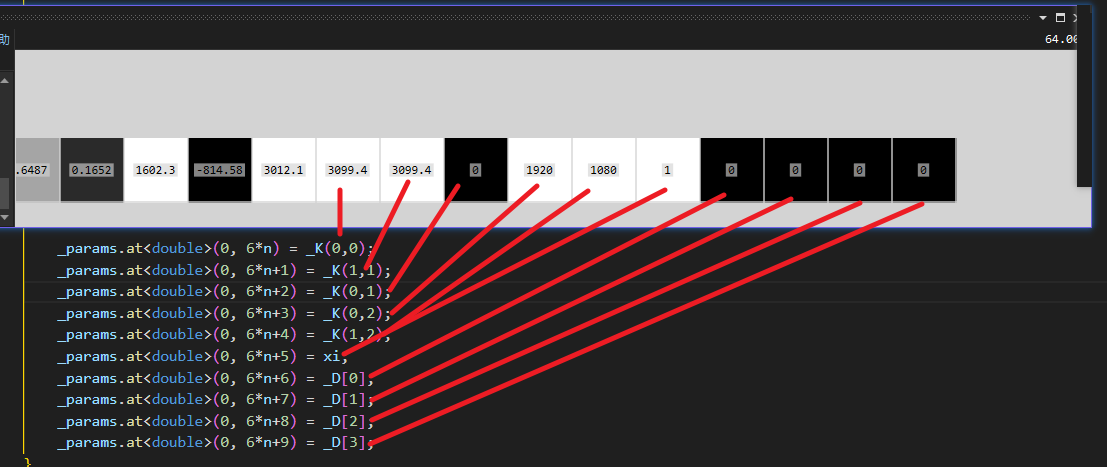 助
64.00
.6487 0.1652 1602.3 -814.58 3012.1 3099.4 3099.4 0 1920 1080 1 0 0 0 0
_params.at<double>(0, 6*n) = _K(0,0);
_params.at<double>(0, 6*n+1) = _K(1,1);
_params.at<double>(0, 6*n+2) = _K(0,1);
_params.at<double>(0, 6*n+3) = _K(0,2);
_params.at<double>(0, 6*n+4) = _K(1,2);
_params.at<double>(0, 6*n+5) = xi;
_params.at<double>(0, 6*n+6) = _D[0];
_params.at<double>(0, 6*n+7) = _D[1];
_params.at<double>(0, 6*n+8) = _D[2];
_params.at<double>(0, 6*n+9) = _D[3];
}